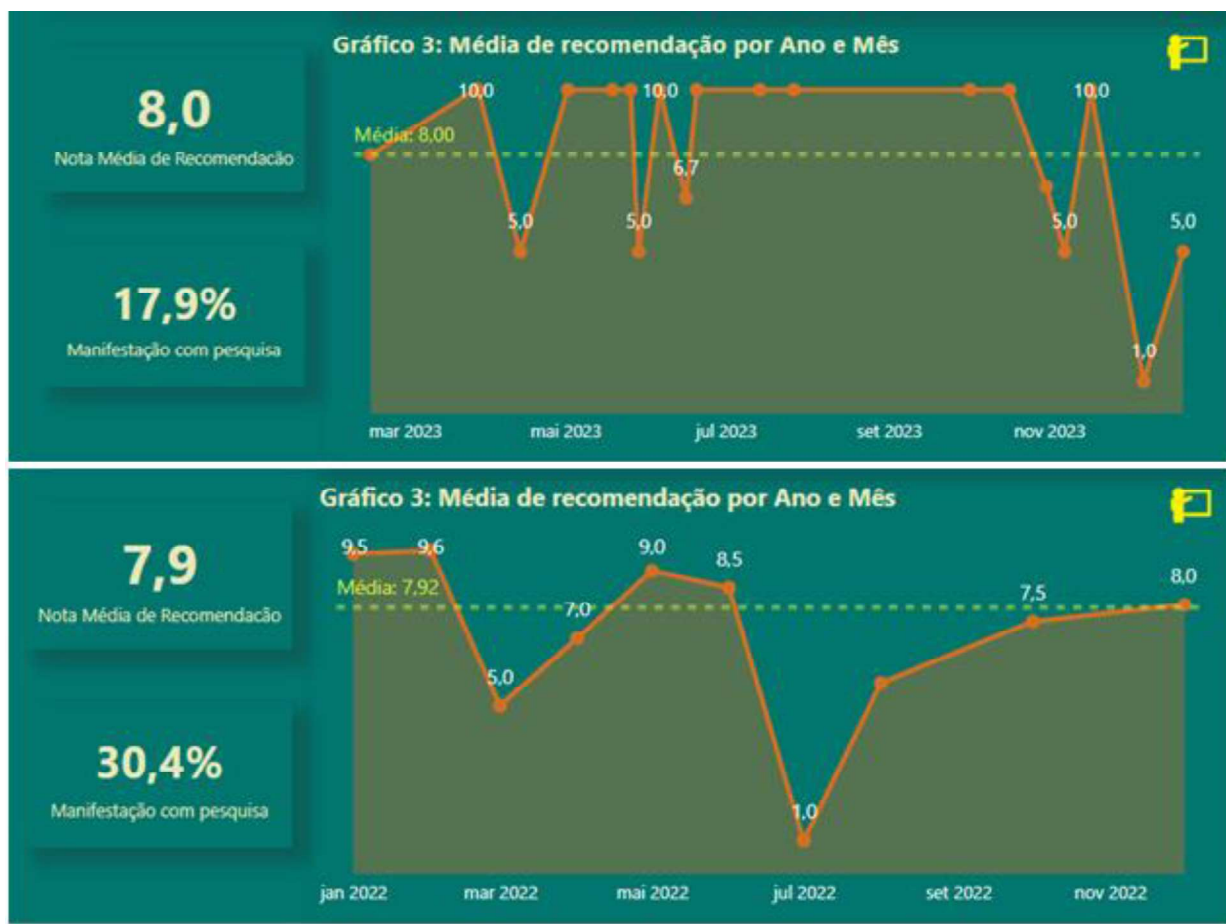 Gráfico 3: Média de recomendação por Ano e Mês
8,0
Nota Média de Recomendacão
17,9%
Manifestação com pesquisa
Média: 8,00
10,0
5,0
10,0
5,0
6,7
10,0
5,0
1,0
5,0
mar 2023 mai 2023 jul 2023 set 2023 nov 2023
Gráfico 3: Média de recomendação por Ano e Mês
7,9
Nota Média de Recomendacão
30,4%
Manifestação com pesquisa
Média: 7,92
9,5
9,6
5,0
7,0
9,0
8,5
1,0
7,5
8,0
jan 2022 mar 2022 mai 2022 jul 2022 set 2022 nov 2022